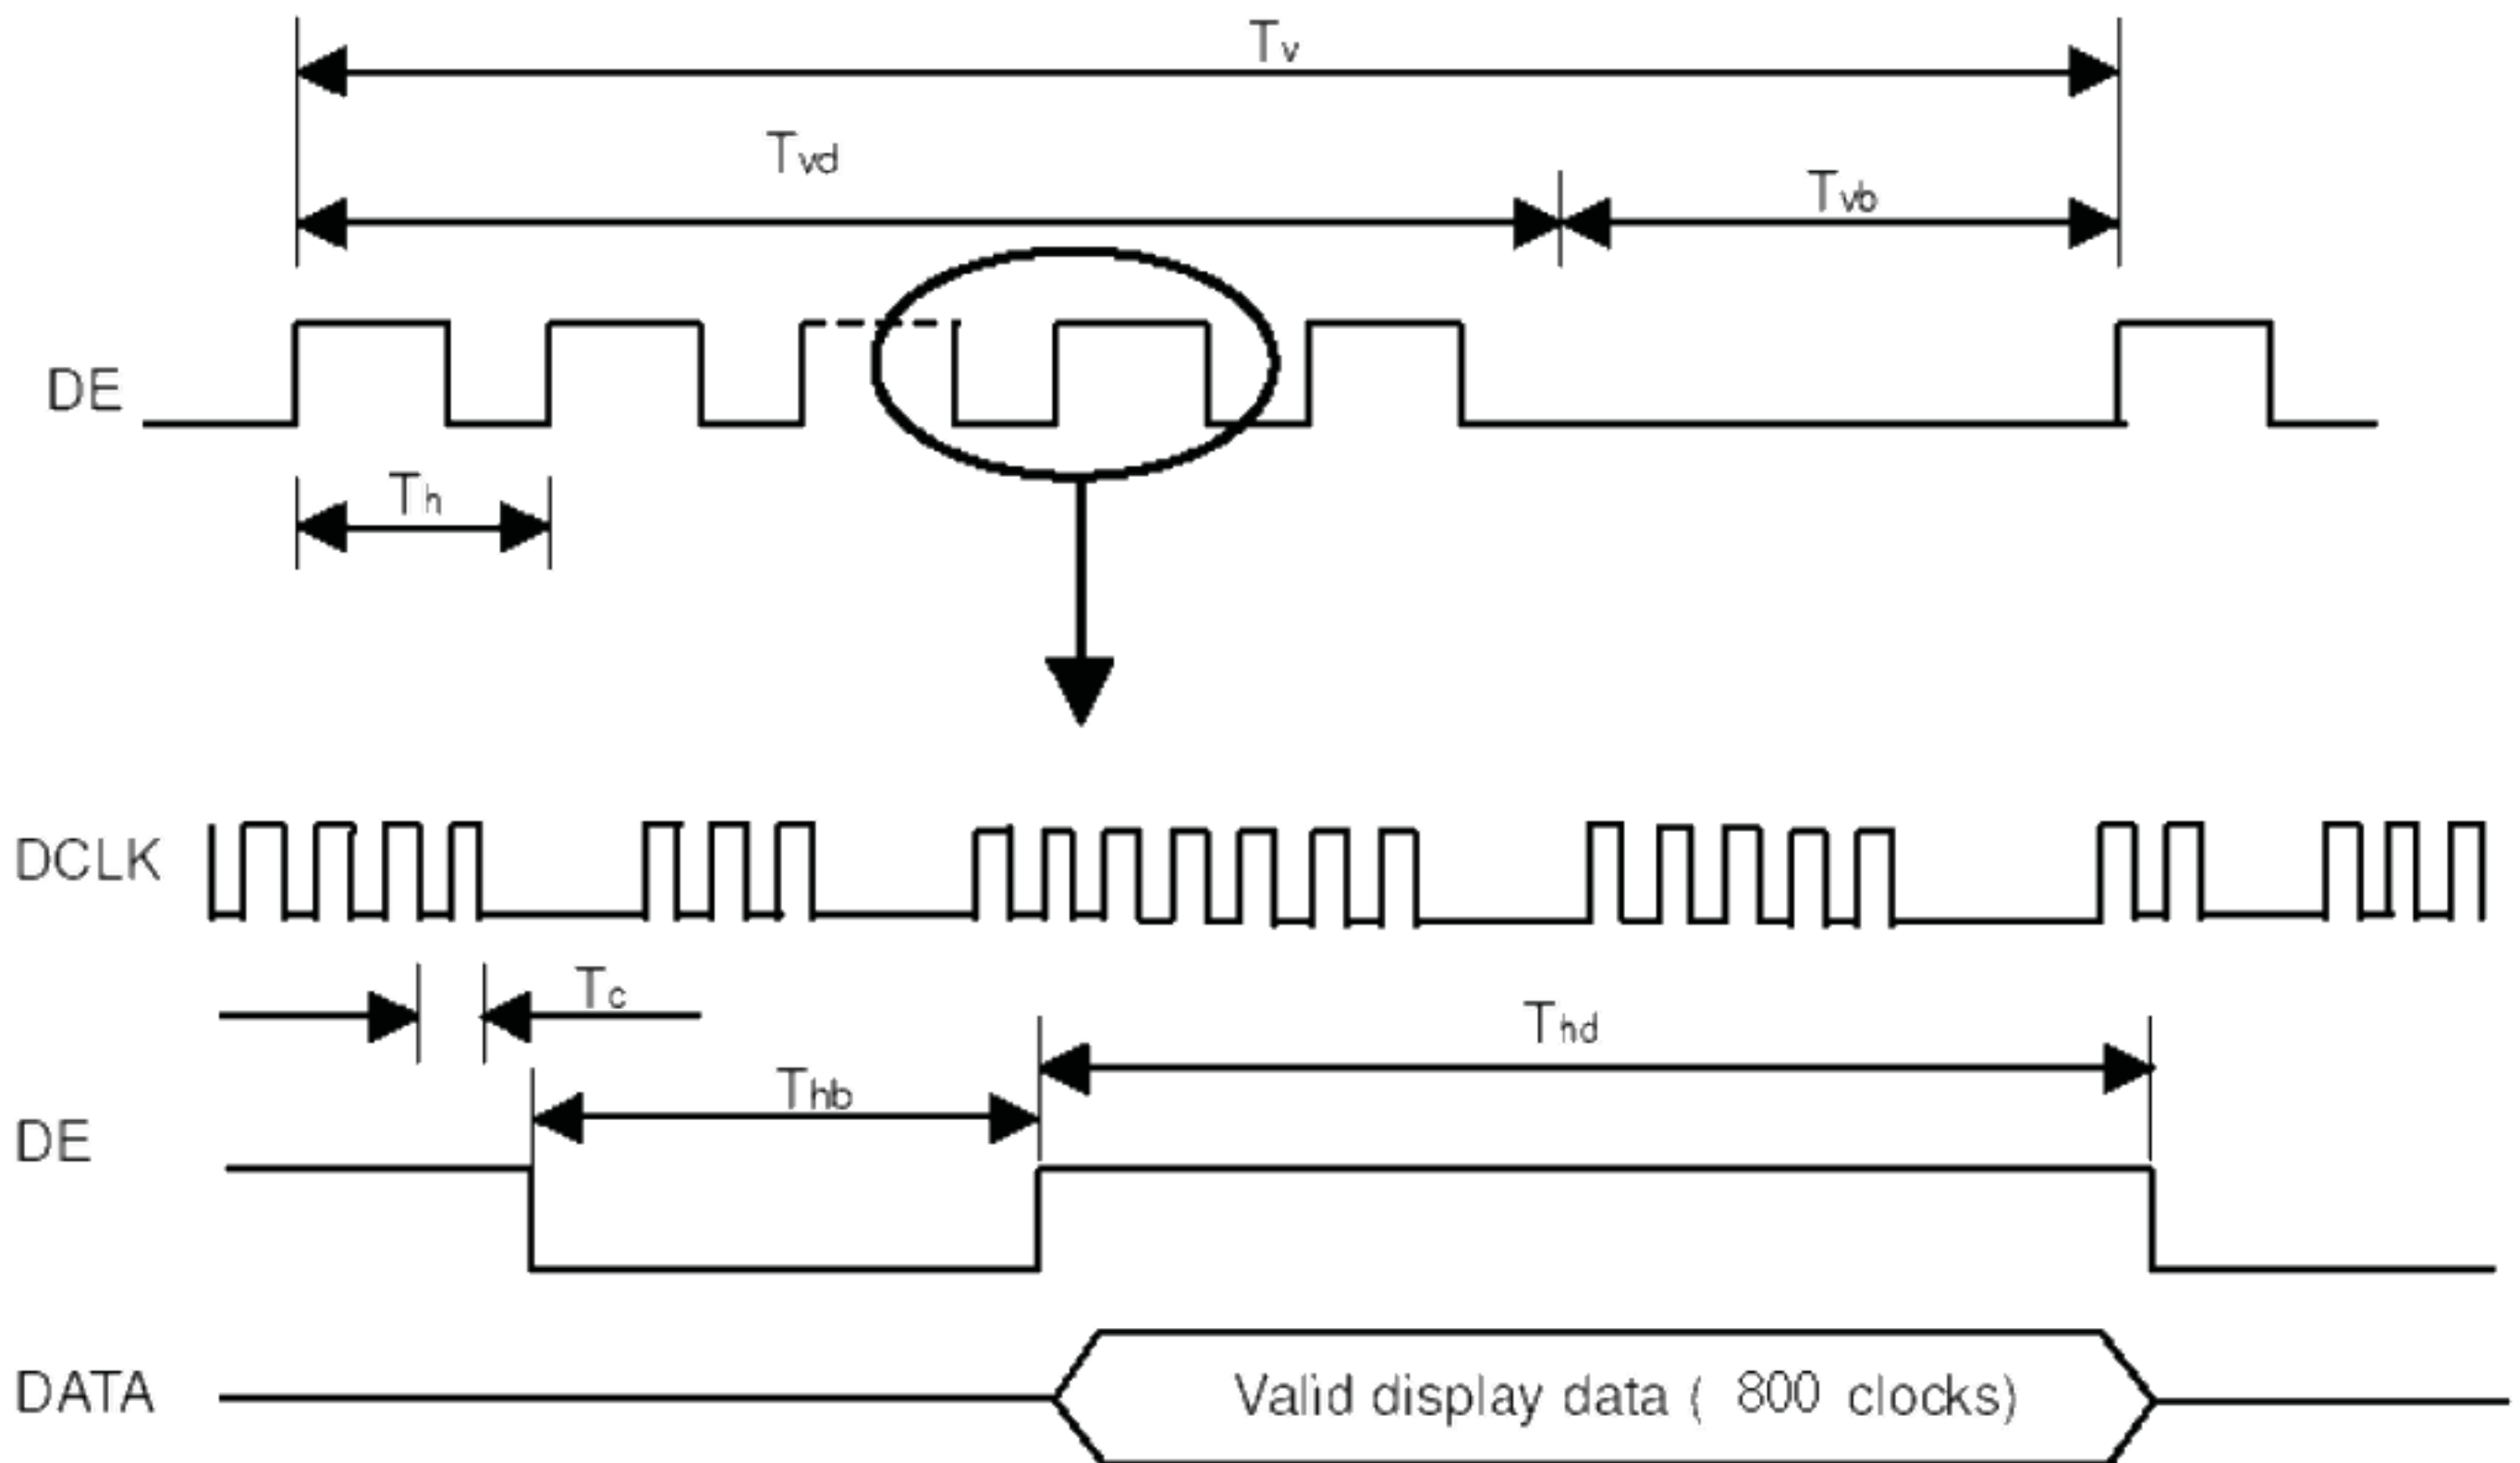 Tv
Tvd
Tvb
DE
Th
DCLK
Tc
Thd
Thb
DE
DATA
Valid display data ( 800 clocks)